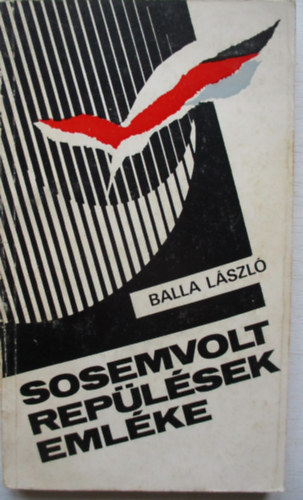 BALLA LÁSZLÓ
SOSEMVOLT
REPÜLÉSEK
EMLÉKE